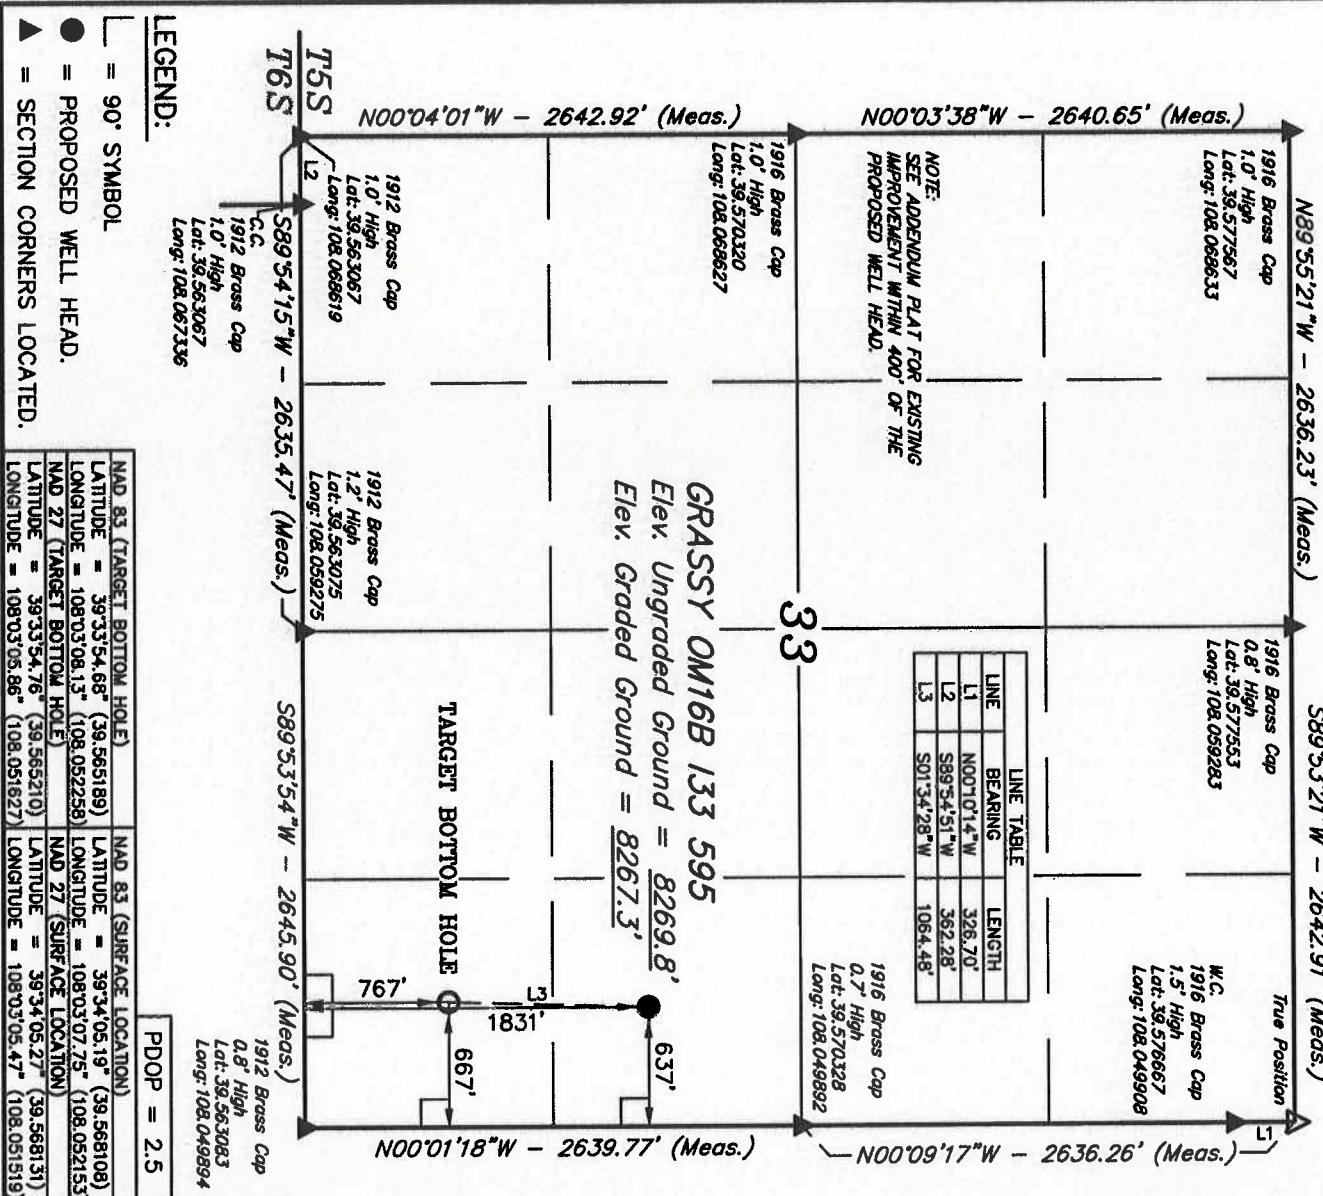 N89°55'21"W - 2636.23' (Meas.)
S89°53'21"W - 2642.91' (Meas.)
True Position
L1
1916 Brass Cap
1.0' High
Lat: 39.577567
Long: 108.068633
1916 Brass Cap
0.8' High
Lat: 39.577553
Long: 108.059283
W.C.
1916 Brass Cap
1.5' High
Lat: 39.576667
Long: 108.049908
N00°03'38"W - 2640.65' (Meas.)
N00°09'17"W - 2636.26' (Meas.)
NOTE:
SEE ADDENDUM PLAT FOR EXISTING
IMPROVEMENT WITHIN 400' OF THE
PROPOSED WELL HEAD.
LINE TABLE
LINE BEARING LENGTH
L1 N00°10'14"W 328.70'
L2 S89°54'51"W 362.28'
L3 S01°34'28"W 1064.48'
33
1916 Brass Cap
1.0' High
Lat: 39.570320
Long: 108.068627
1916 Brass Cap
0.7' High
Lat: 39.570328
Long: 108.049892
GRASSY OM16B I33 595
Elev. Ungraded Ground = 8269.8'
Elev. Graded Ground = 8267.3'
N00°04'01"W - 2642.92' (Meas.)
637'
L3
1831'
TARGET BOTTOM HOLE
667'
767'
N00°01'18"W - 2639.77' (Meas.)
1912 Brass Cap
1.0' High
Lat: 39.563067
Long: 108.068619
1912 Brass Cap
1.2' High
Lat: 39.563075
Long: 108.059275
T5S
T6S
L2
S89°54'15"W - 2635.47' (Meas.)
S89°53'54"W - 2645.90' (Meas.)
C.C.
1912 Brass Cap
1.0' High
Lat: 39.563067
Long: 108.067336
1912 Brass Cap
0.8' High
Lat: 39.563083
Long: 108.049894
LEGEND:
= 90° SYMBOL
= PROPOSED WELL HEAD.
= SECTION CORNERS LOCATED.
PDOP = 2.5
NAD 83 (TARGET BOTTOM HOLE)
LATITUDE = 39°33'54.68" (39.565189)
LONGITUDE = 108°03'08.13" (108.052258)
NAD 27 (TARGET BOTTOM HOLE)
LATITUDE = 39°33'54.76" (39.565210)
LONGITUDE = 108°03'05.86" (108.051627)
NAD 83 (SURFACE LOCATION)
LATITUDE = 39°34'05.19" (39.568108)
LONGITUDE = 108°03'07.75" (108.052153
NAD 27 (SURFACE LOCATION)
LATITUDE = 39°34'05.27" (39.568131)
LONGITUDE = 108°03'05.47" (108.051519